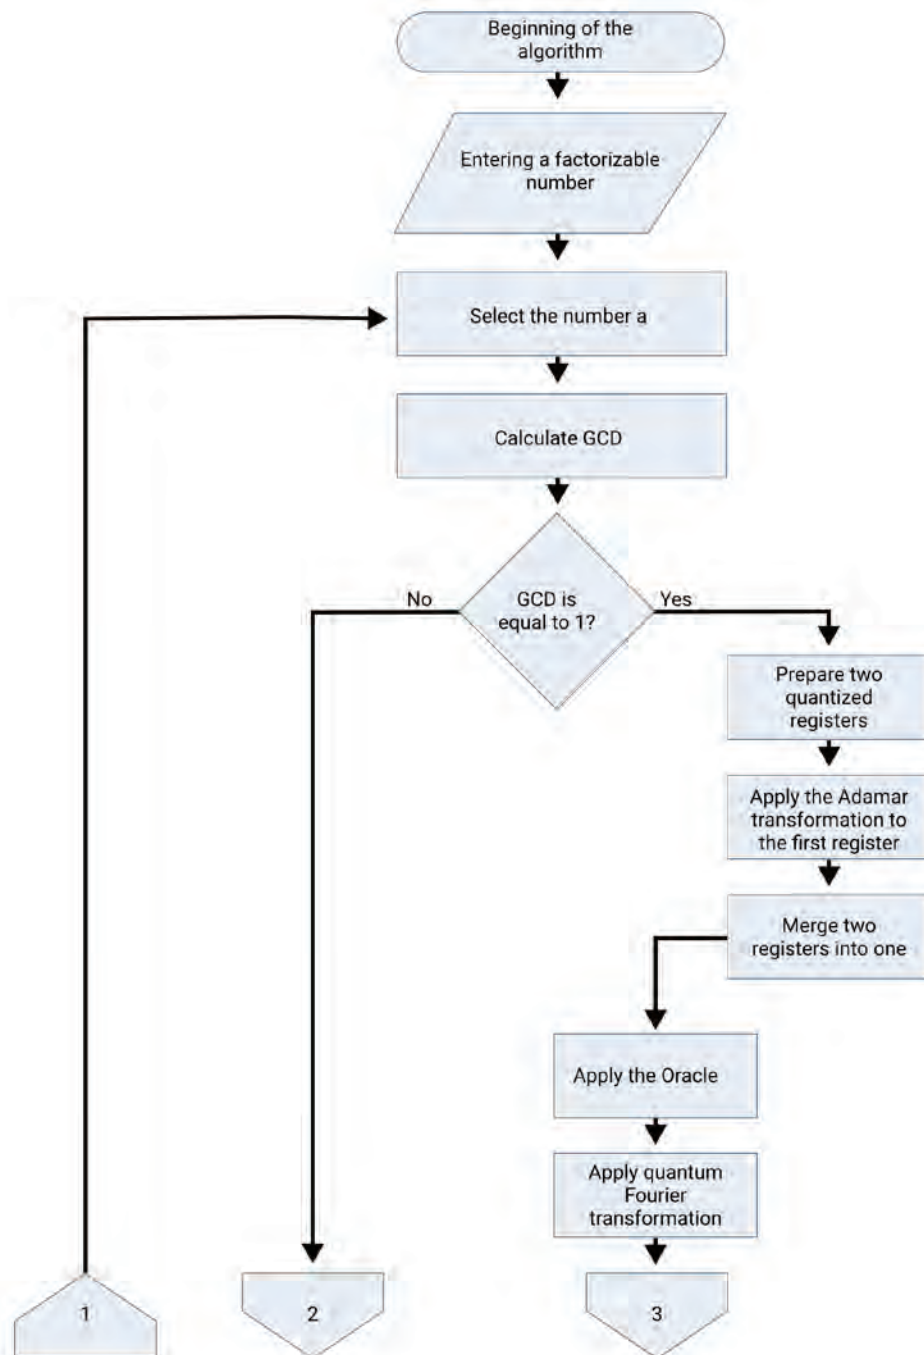 Beginning of the
algorithm
Entering a factorizable
number
Select the number a
Calculate GCD
GCD is
equal to 1?
No
Yes
Prepare two
quantized
registers
Apply the Adamar
transformation to
the first register
Merge two
registers into one
Apply the Oracle
Apply quantum
Fourier
transformation
1
2
3